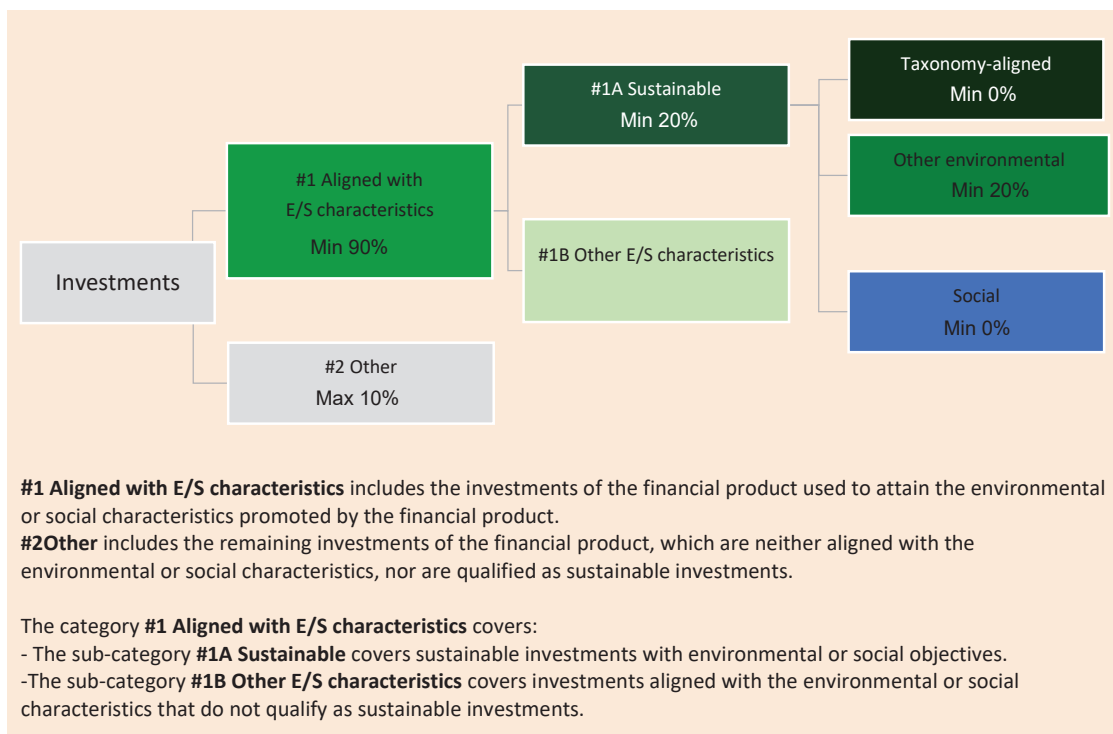 Investments
#1 Aligned with
E/S characteristics
Min 90%
#2 Other
Max 10%
#1A Sustainable
Min 20%
#1B Other E/S characteristics
Taxonomy-aligned
Min 0%
Other environmental
Min 20%
Social
Min 0%
#1 Aligned with E/S characteristics includes the investments of the financial product used to attain the environmental
or social characteristics promoted by the financial product.
#2Other includes the remaining investments of the financial product, which are neither aligned with the
environmental or social characteristics, nor are qualified as sustainable investments.
The category #1 Aligned with E/S characteristics covers:
- The sub-category #1A Sustainable covers sustainable investments with environmental or social objectives.
-The sub-category #1B Other E/S characteristics covers investments aligned with the environmental or social
characteristics that do not qualify as sustainable investments.